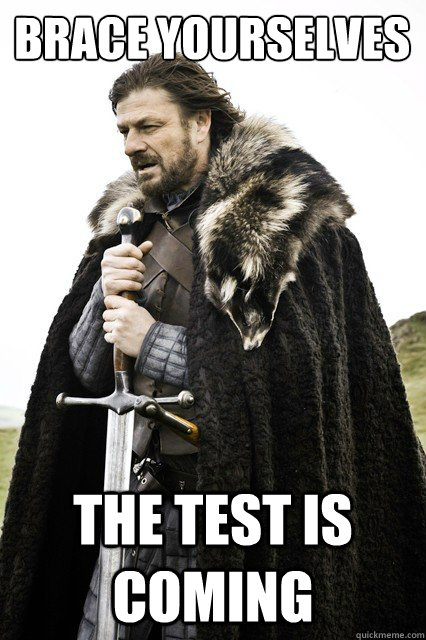 BRACE YOURSELVES
THE TEST IS
COMING
quickmeme.com